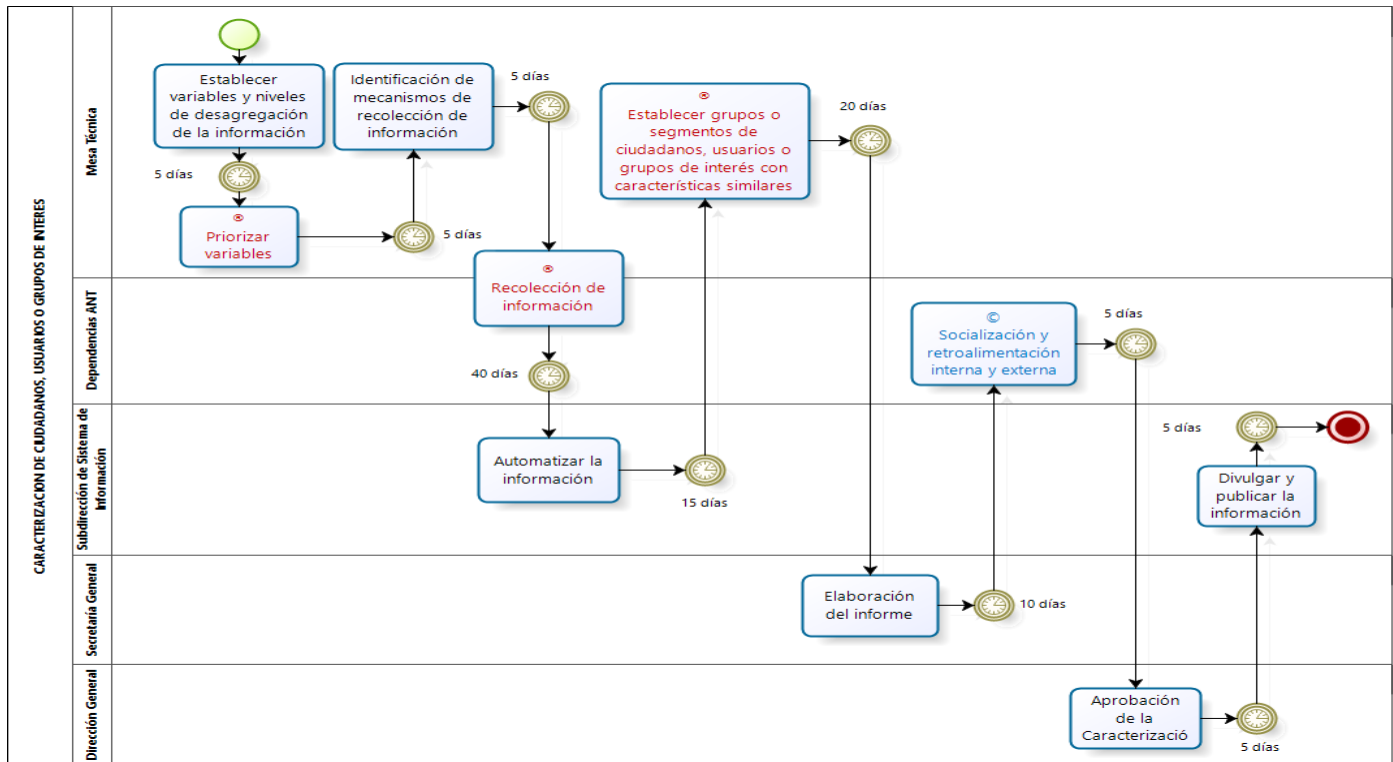 CARACTERIZACION DE CIUDADANOS, USUARIOS O GRUPOS DE INTERES
Mesa Técnica
Establecer
variables y niveles
de desagregación
de la información
5 días
®
Priorizar
variables
5 días
Identificación de
mecanismos de
recolección de
información
5 días
®
Recolección de
información
®
Establecer grupos o
segmentos de
ciudadanos, usuarios o
grupos de interés con
características similares
20 días
Dependencias ANT
40 días
©
Socialización y
retroalimentación
interna y externa
5 días
Subdirección de Sistema de
Información
Automatizar la
información
15 días
5 días
Divulgar y
publicar la
información
Secretaría General
Elaboración
del informe
10 días
Dirección General
Aprobación
de la
Caracterizació
5 días